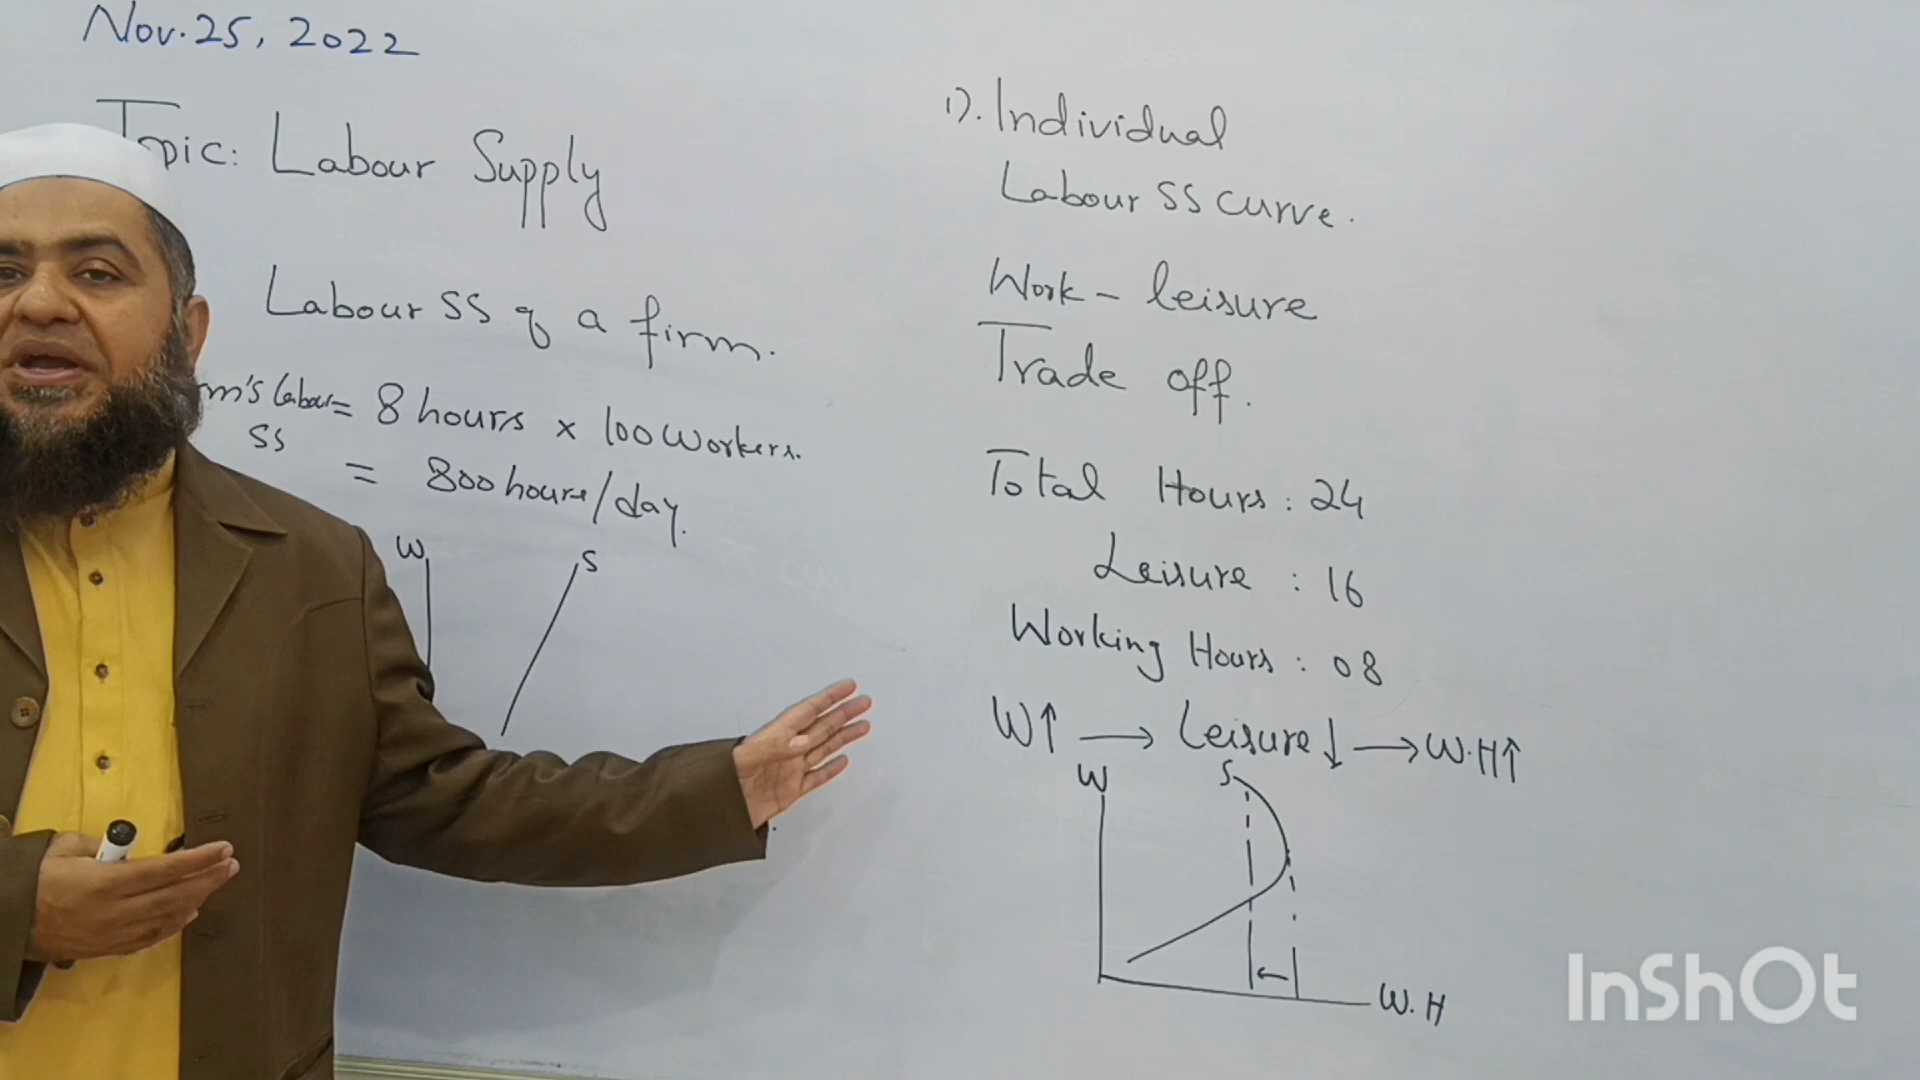 Nov. 25, 2022
Topic: Labour Supply
Labour SS of a firm.
m's Labour = 8 hours × 100 workers.
SS
= 800 hours/day.
W
S
1). Individual
Labour SS curve.
Work - leisure
Trade off.
Total Hours : 24
Leisure : 16
Working Hours : 08
W↑ → Leisure ↓ → W.H↑
W
S
W.H
InShOt